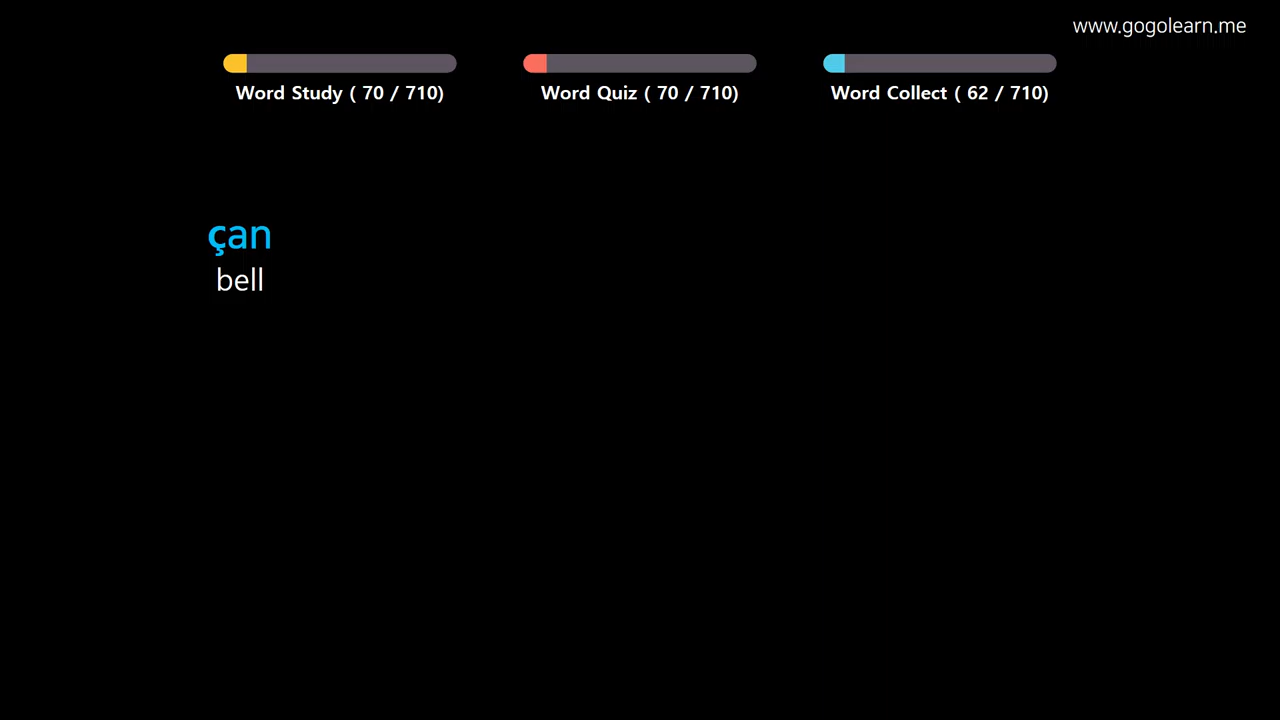 www.gogolearn.me
Word Study ( 70 / 710)
Word Quiz ( 70 / 710)
Word Collect ( 62 / 710)
çan
bell